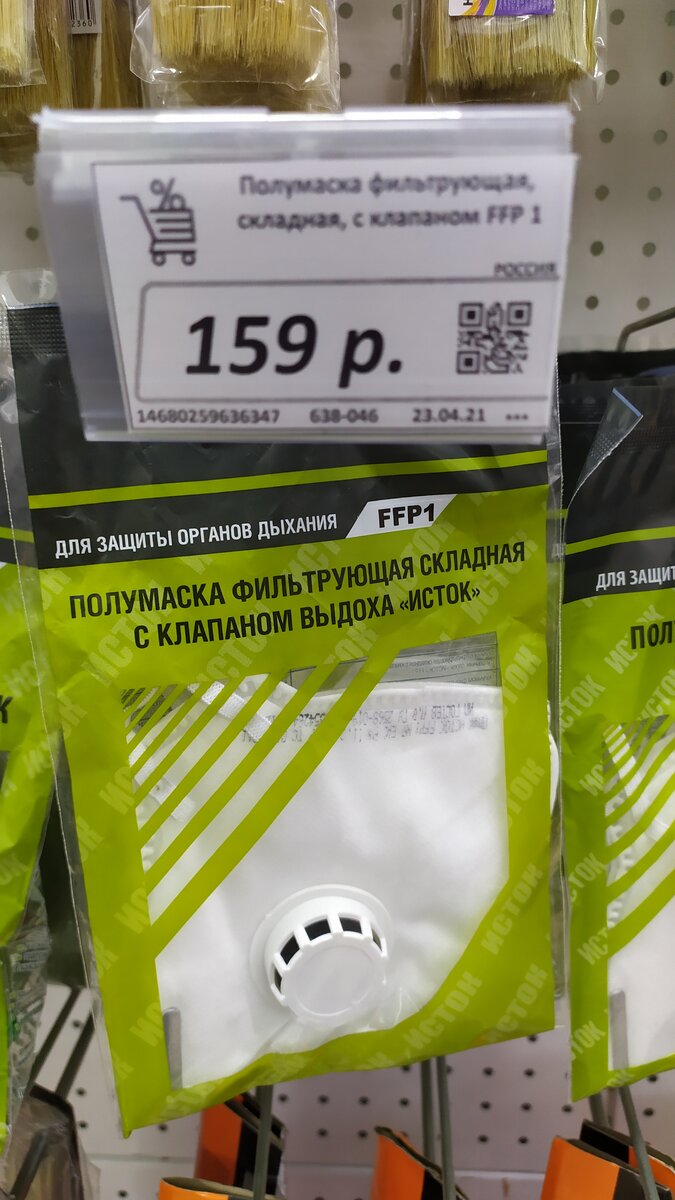 Полумаска фильтрующая,
складная, с клапаном FFP 1
РОССИЯ
159 р.
14680259636347 638-046 23.04.21 ***
ДЛЯ ЗАЩИТЫ ОРГАНОВ ДЫХАНИЯ FFP1
ПОЛУМАСКА ФИЛЬТРУЮЩАЯ СКЛАДНАЯ
С КЛАПАНОМ ВЫДОХА «ИСТОК»
ИСТОК
ДЛЯ ЗАЩИТ
ПОЛ